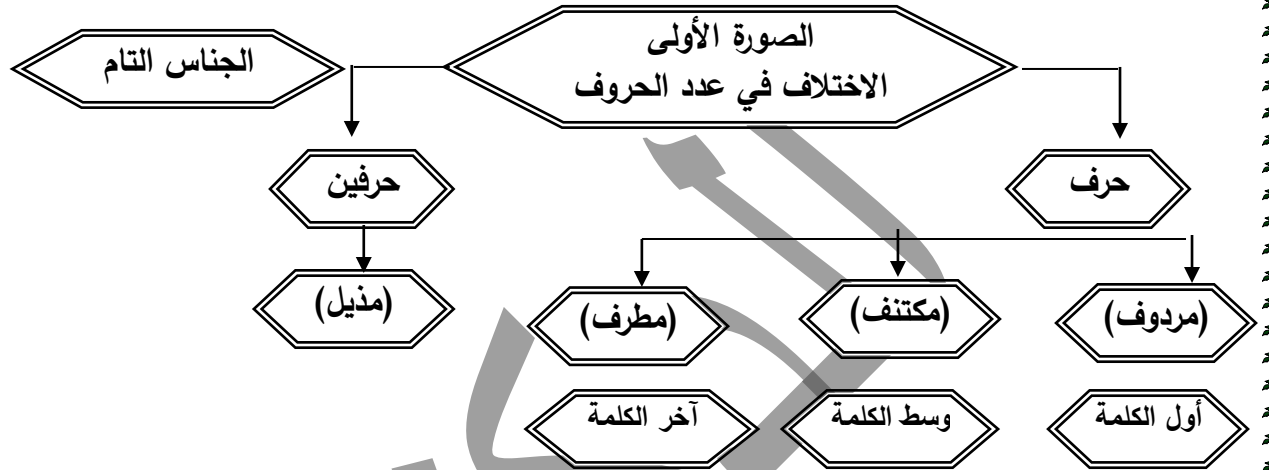 الصورة الأولى
الاختلاف في عدد الحروف
الجناس التام
حرف
حرفين
(مردوف)
(مكتنف)
(مطرف)
(مذيل)
أول الكلمة
وسط الكلمة
آخر الكلمة